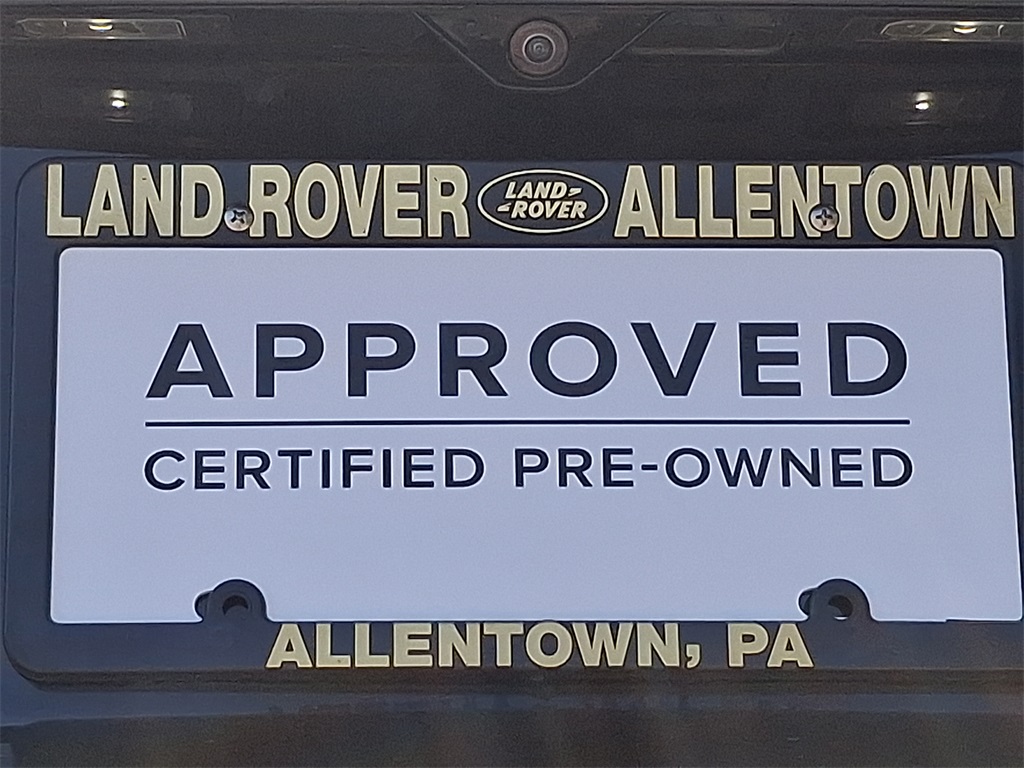 LAND ROVER LAND-ROVER ALLENTOWN
APPROVED
CERTIFIED PRE-OWNED
ALLENTOWN, PA